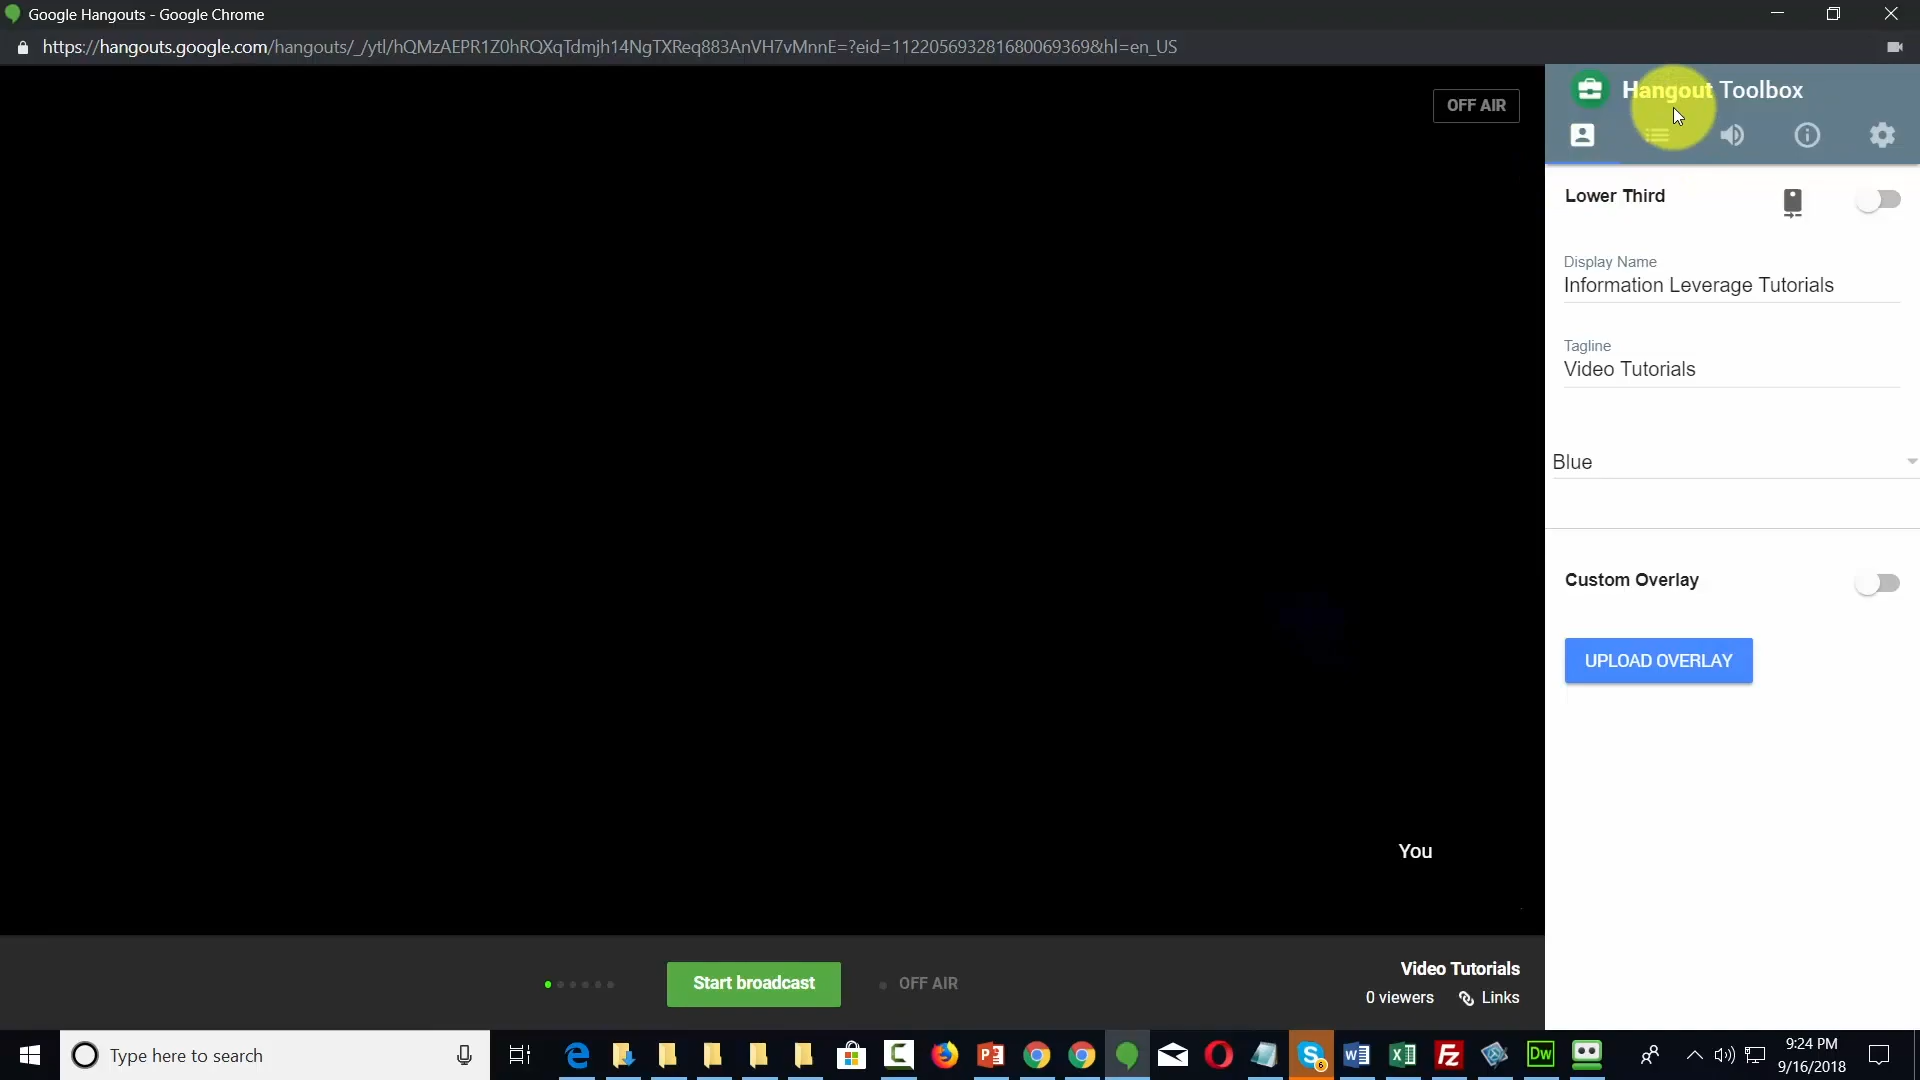 Google Hangouts - Google Chrome
https://hangouts.google.com/hangouts/_/ytl/hQMzAEPR1Z0hRQXqTdmjh14NgTXReq883AnVH7vMnnE=?eid=112205693281680069369&hl=en_US
OFF AIR
Hangout Toolbox
Lower Third
Display Name
Information Leverage Tutorials
Tagline
Video Tutorials
Blue
Custom Overlay
UPLOAD OVERLAY
You
Start broadcast
OFF AIR
Video Tutorials
0 viewers
Links
Type here to search
6
Dw
9:24 PM
9/16/2018